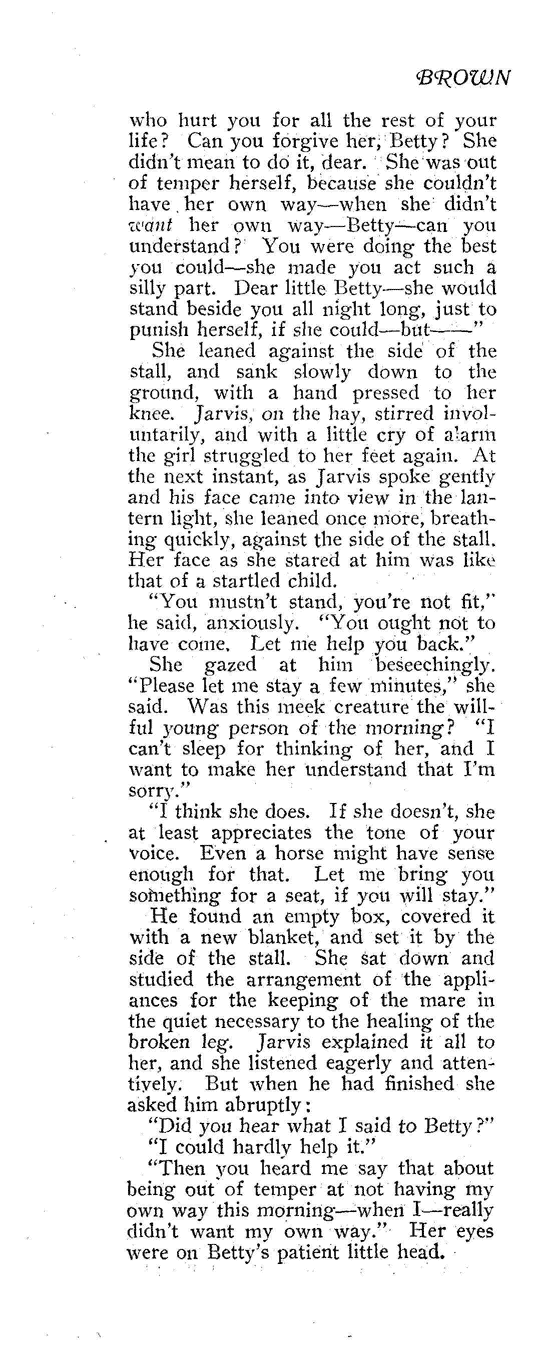 BROWN
who hurt you for all the rest of your
life? Can you forgive her, Betty? She
didn't mean to do it, dear. She was out
of temper herself, because she couldn't
have her own way—when she didn't
want her own way—Betty—can you
understand? You were doing the best
you could—she made you act such a
silly part. Dear little Betty—she would
stand beside you all night long, just to
punish herself, if she could—but——"
She leaned against the side of the
stall, and sank slowly down to the
ground, with a hand pressed to her
knee. Jarvis, on the hay, stirred invol-
untarily, and with a little cry of alarm
the girl struggled to her feet again. At
the next instant, as Jarvis spoke gently
and his face came into view in the lan-
tern light, she leaned once more, breath-
ing quickly, against the side of the stall.
Her face as she stared at him was like
that of a startled child.
"You mustn't stand, you're not fit,"
he said, anxiously. "You ought not to
have come. Let me help you back."
She gazed at him beseechingly.
"Please let me stay a few minutes," she
said. Was this meek creature the will-
ful young person of the morning? "I
can't sleep for thinking of her, and I
want to make her understand that I'm
sorry."
"I think she does. If she doesn't, she
at least appreciates the tone of your
voice. Even a horse might have sense
enough for that. Let me bring you
something for a seat, if you will stay."
He found an empty box, covered it
with a new blanket, and set it by the
side of the stall. She sat down and
studied the arrangement of the appli-
ances for the keeping of the mare in
the quiet necessary to the healing of the
broken leg. Jarvis explained it all to
her, and she listened eagerly and atten-
tively. But when he had finished she
asked him abruptly:
"Did you hear what I said to Betty?"
"I could hardly help it."
"Then you heard me say that about
being out of temper at not having my
own way this morning—when I—really
didn't want my own way." Her eyes
were on Betty's patient little head.